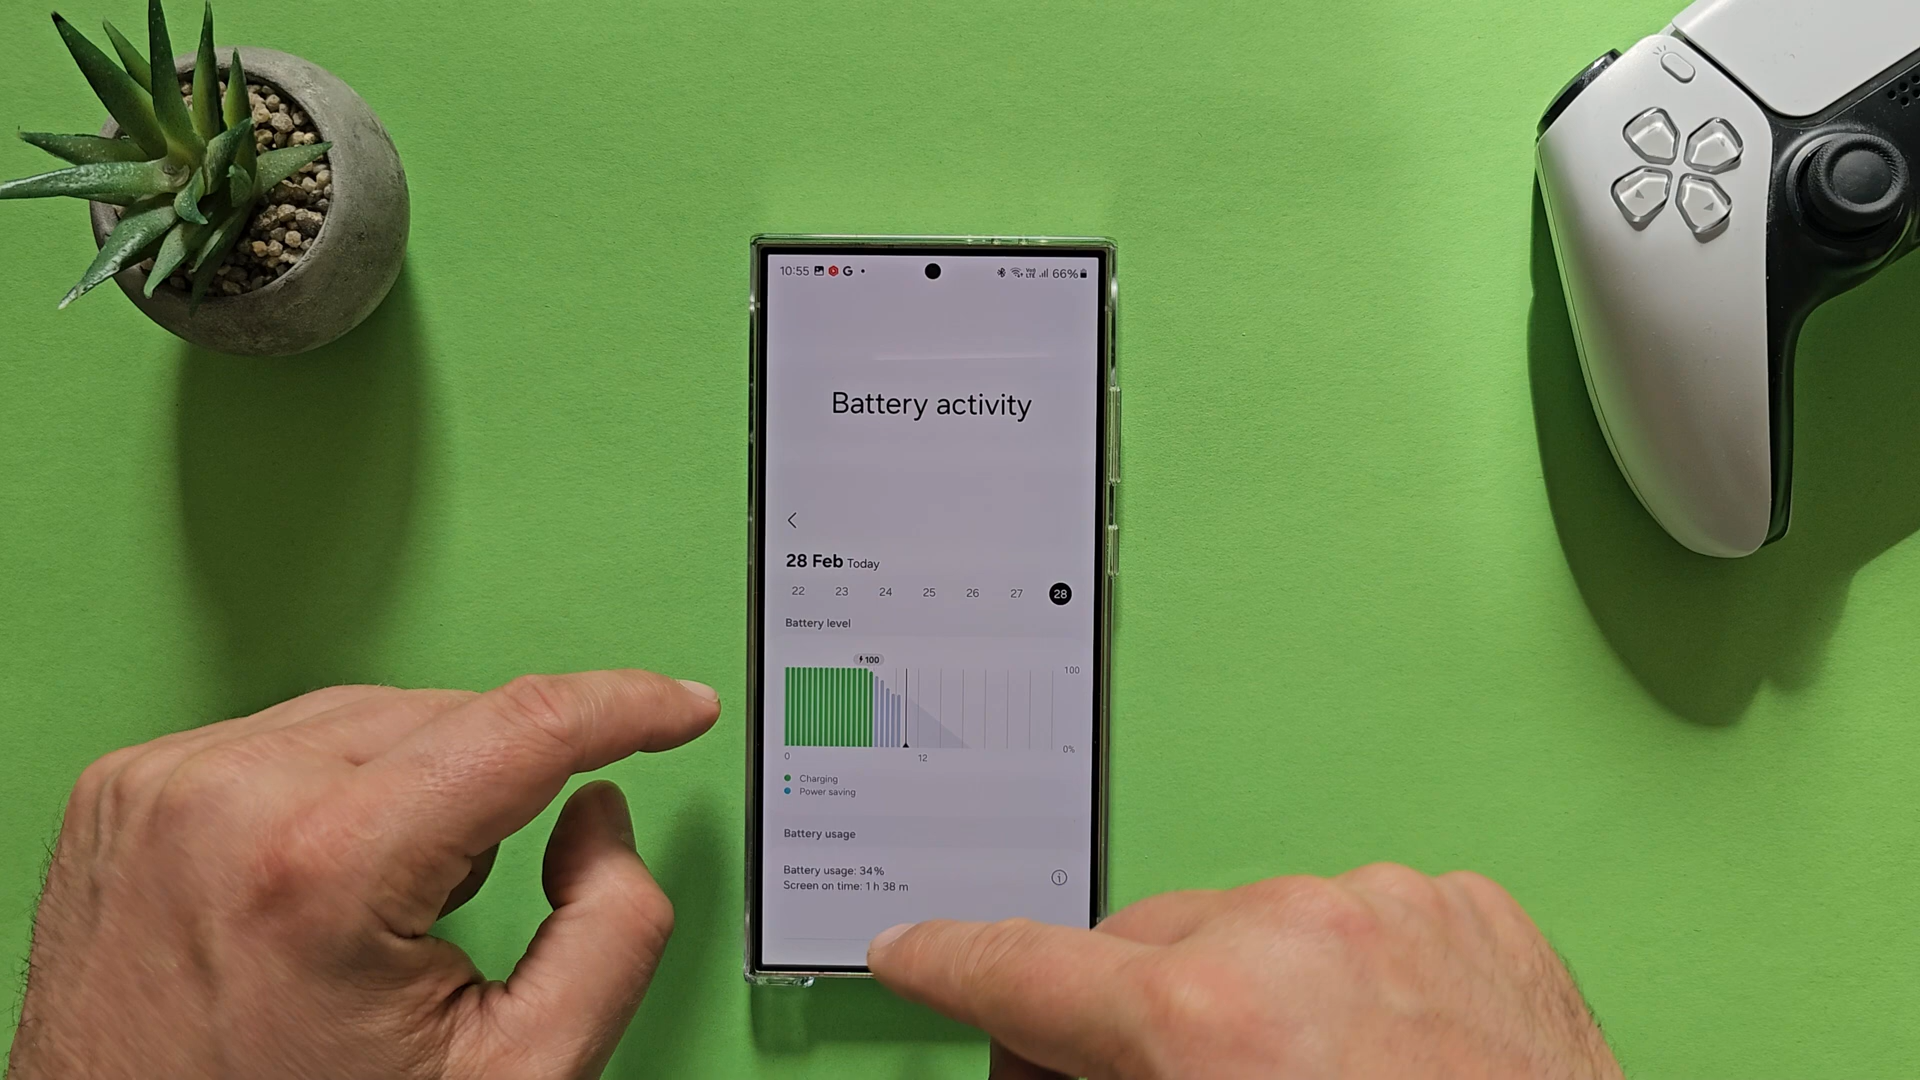 10:55 G 66%
Battery activity
28 Feb Today
22 23 24 25 26 27 28
Battery level
100
100
0%
0 12
Charging
Power saving
Battery usage
Battery usage: 34%
Screen on time: 1 h 38 m